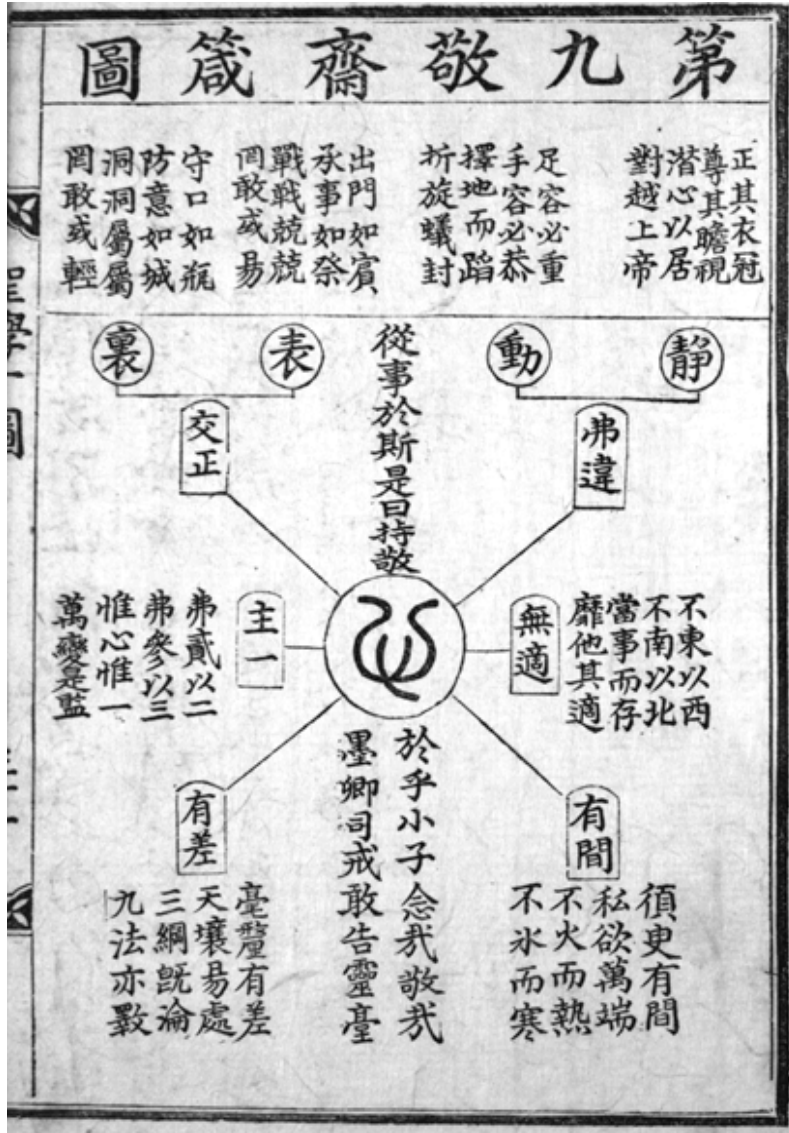 第九敬齋箴圖
正其衣冠
尊其瞻視
潛心以居
對越上帝
足容必重
手容必恭
擇地而蹈
折旋蟻封
出門如賓
承事如祭
戰戰兢兢
罔敢或易
守口如瓶
防意如城
洞洞屬屬
罔敢或輕
静
動
表
裏
弗違
從事於斯是曰持敬
交正
不東以西
不南以北
當事而存
靡他其適
無適
心
主一
弗貳以二
弗參以三
惟心惟一
萬變是監
有間
須臾有間
私欲萬端
不火而熱
不氷而寒
於乎小子念哉敬哉
墨卿司戒敢告靈臺
有差
毫釐有差
天壤易處
三綱旣淪
九法亦斁